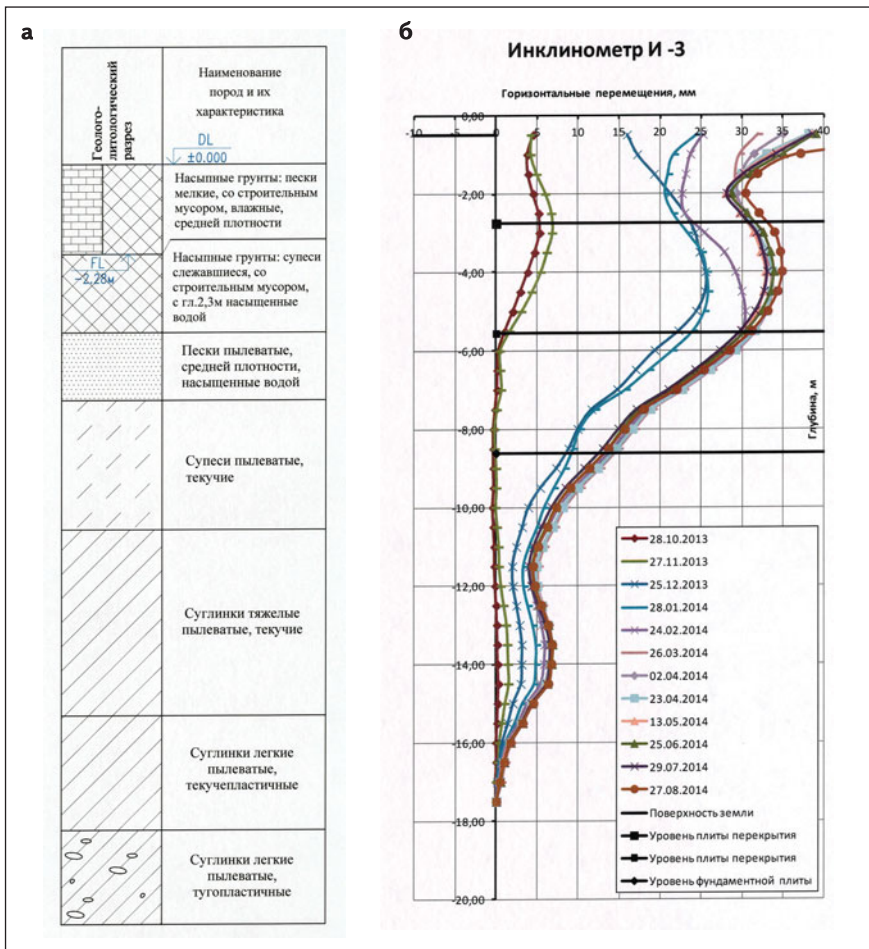 а
Геолого-
литологический
разрез
Наименование
пород и их
характеристика
DL
±0.000
Насыпные грунты: пески
мелкие, со строительным
мусором, влажные,
средней плотности
FL
-2,28м
Насыпные грунты: супеси
слежавшиеся, со
строительным мусором,
с гл.2,3м насыщенные
водой
Пески пылеватые,
средней плотности,
насыщенные водой
Супеси пылеватые,
текучие
Суглинки тяжелые
пылеватые, текучие
Суглинки легкие
пылеватые,
текучепластичные
Суглинки легкие
пылеватые,
тугопластичные
б
Инклинометр И -3
Горизонтальные перемещения, мм
-10 -5 0 5 10 15 20 25 30 35 40
0,00
-2,00
-4,00
-6,00
-8,00
-10,00
-12,00
-14,00
-16,00
-18,00
-20,00
Глубина, м
28.10.2013
27.11.2013
25.12.2013
28.01.2014
24.02.2014
26.03.2014
02.04.2014
23.04.2014
13.05.2014
25.06.2014
29.07.2014
27.08.2014
Поверхность земли
Уровень плиты перекрытия
Уровень плиты перекрытия
Уровень фундаментной плиты